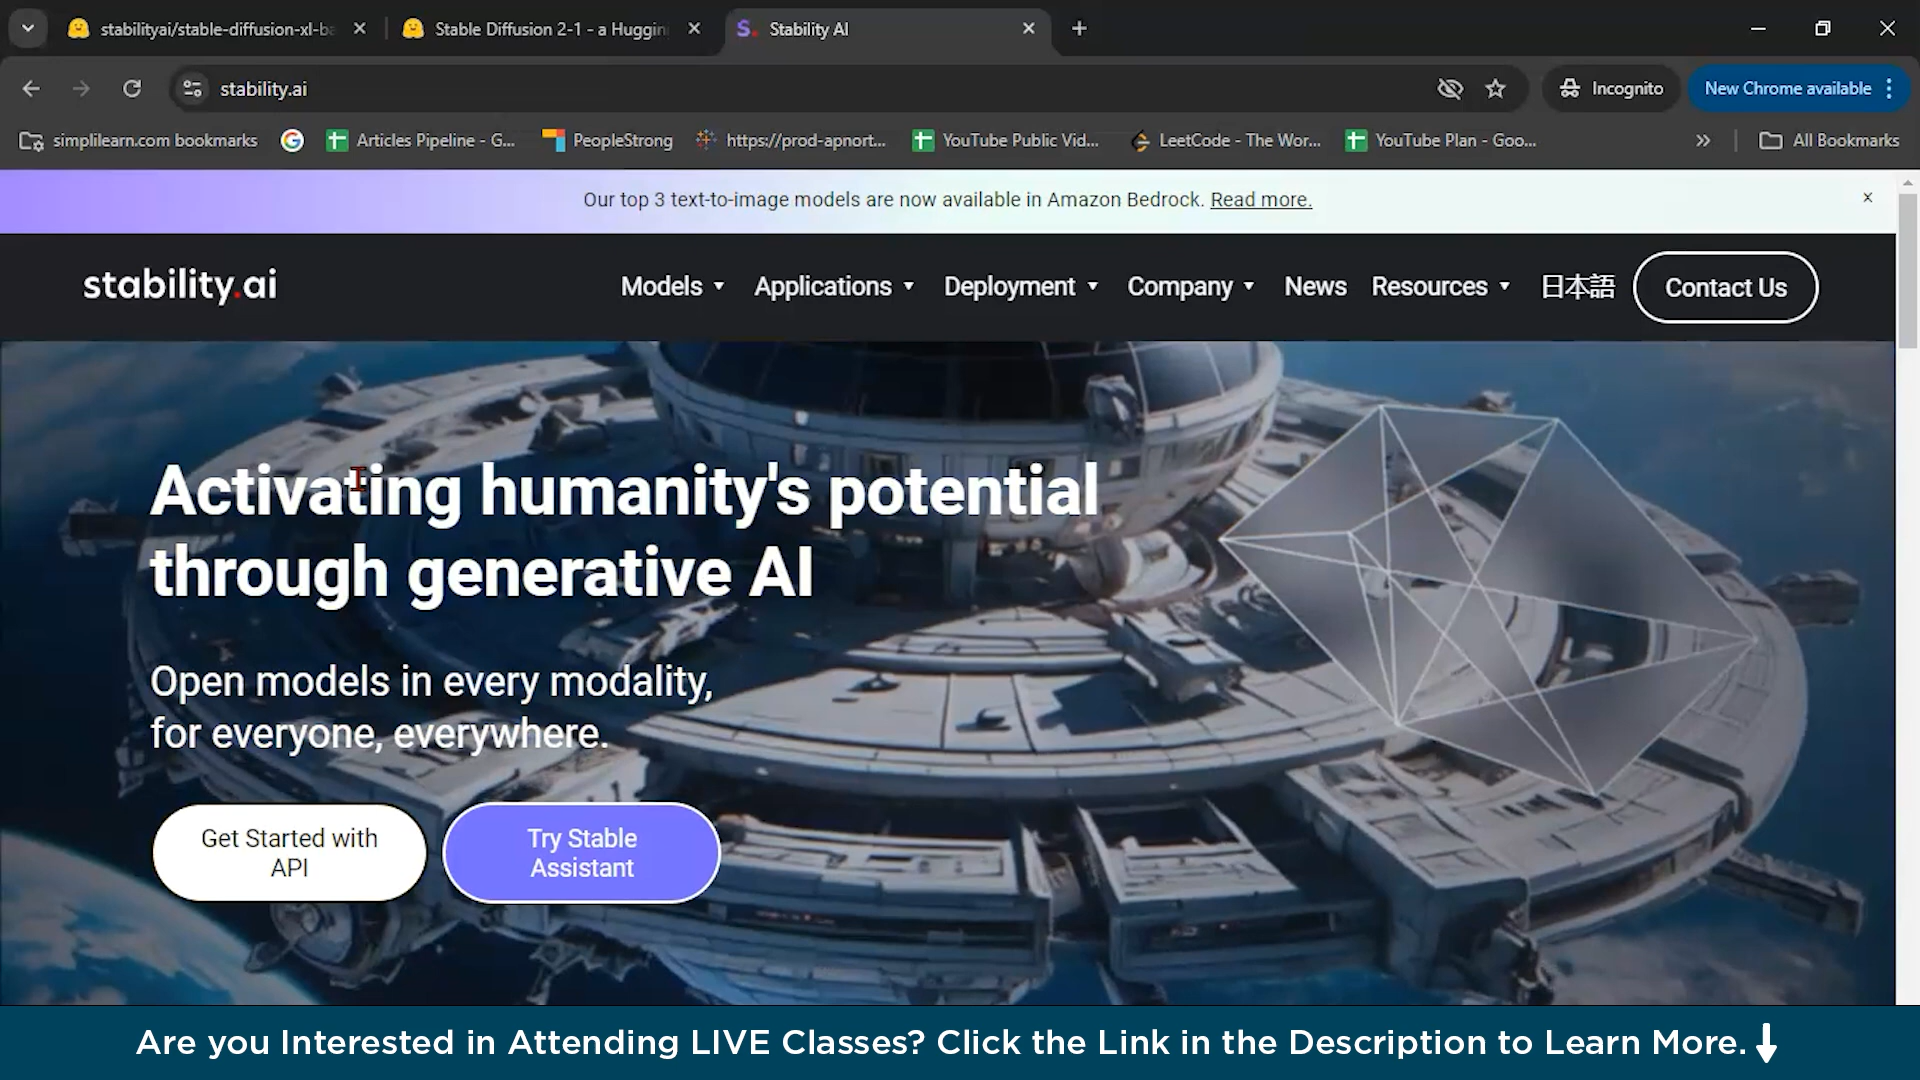 stabilityai/stable-diffusion-xl-ba
Stable Diffusion 2-1 - a Huggin
Stability AI
stability.ai
Incognito
New Chrome available
simplilearn.com bookmarks
Articles Pipeline - G...
PeopleStrong
https://prod-apnort...
YouTube Public Vid...
LeetCode - The Wor...
YouTube Plan - Goo...
All Bookmarks
Our top 3 text-to-image models are now available in Amazon Bedrock. Read more.
stability.ai
Models
Applications
Deployment
Company
News
Resources
日本語
Contact Us
Activating humanity's potential
through generative AI
Open models in every modality,
for everyone, everywhere.
Get Started with
API
Try Stable
Assistant
Are you Interested in Attending LIVE Classes? Click the Link in the Description to Learn More.